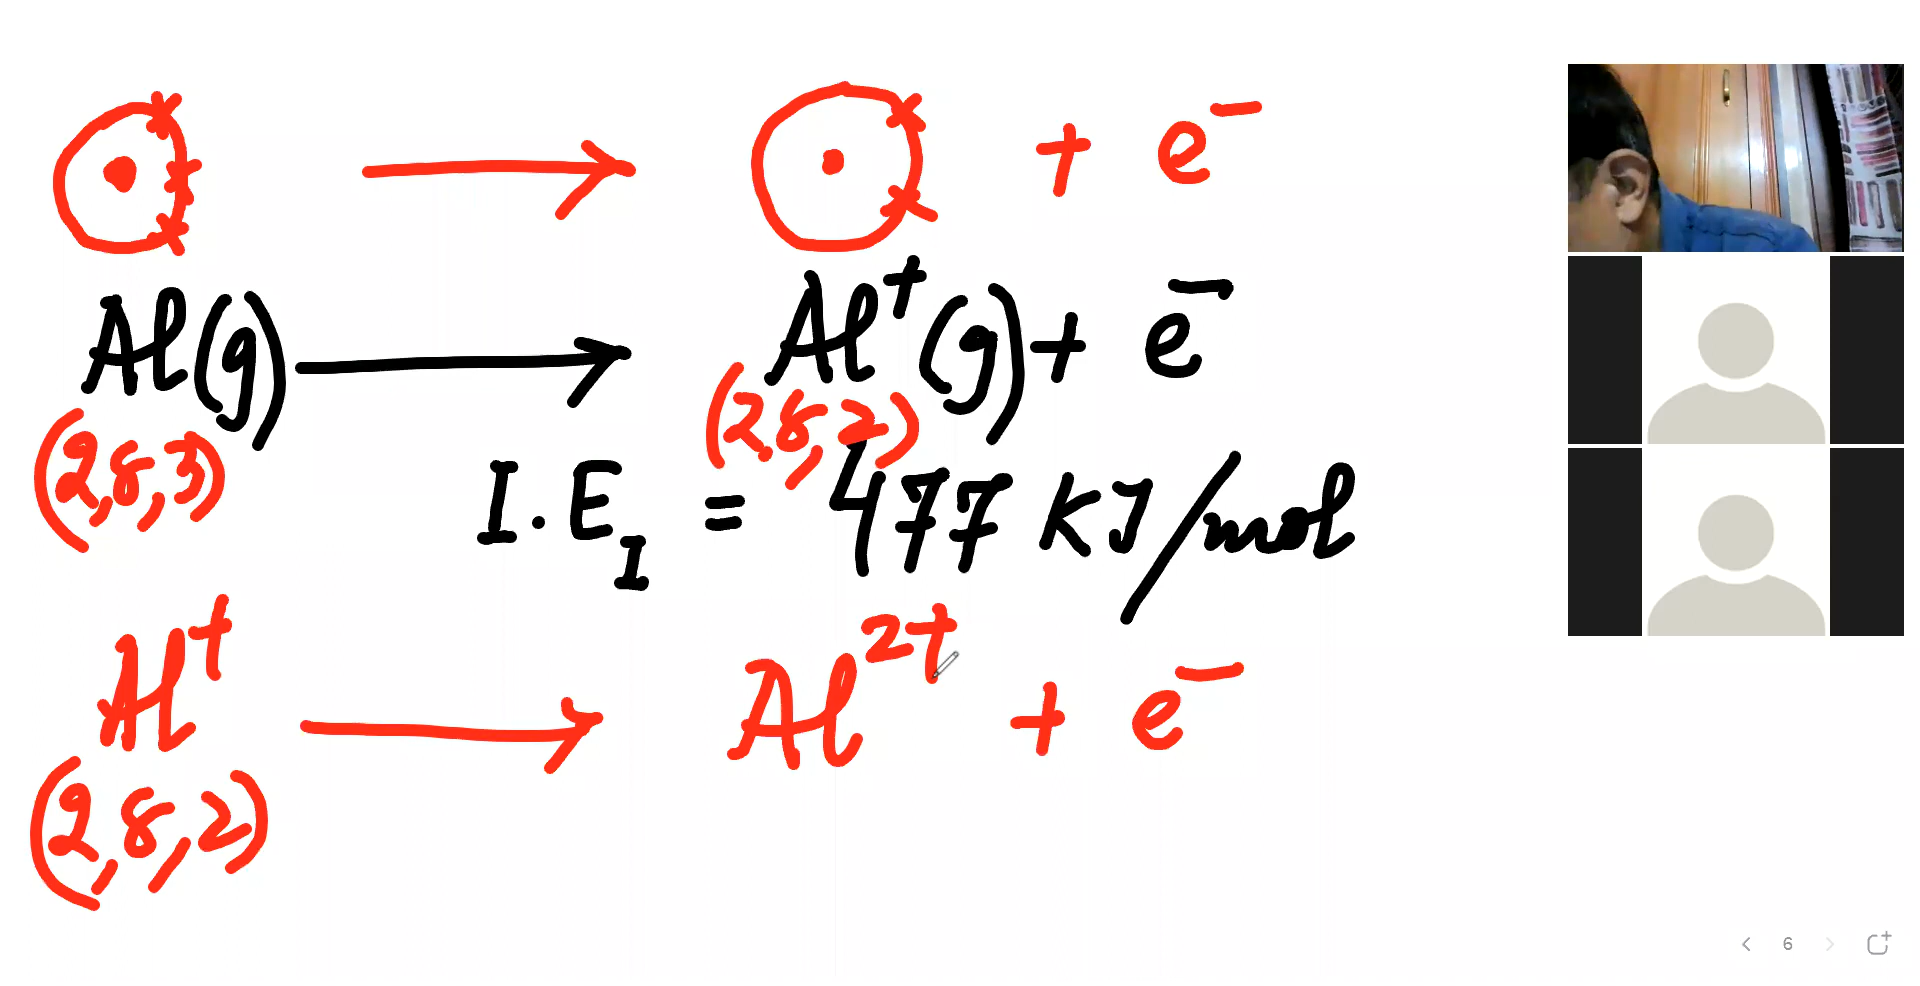 ⟶ + e⁻
Al(g) ⟶ Al⁺(g) + e⁻
(2,8,3) (2,8,2)
I.E_I = 477 KJ/mol
Al⁺ ⟶ Al²⁺ + e⁻
(2,8,2)
6